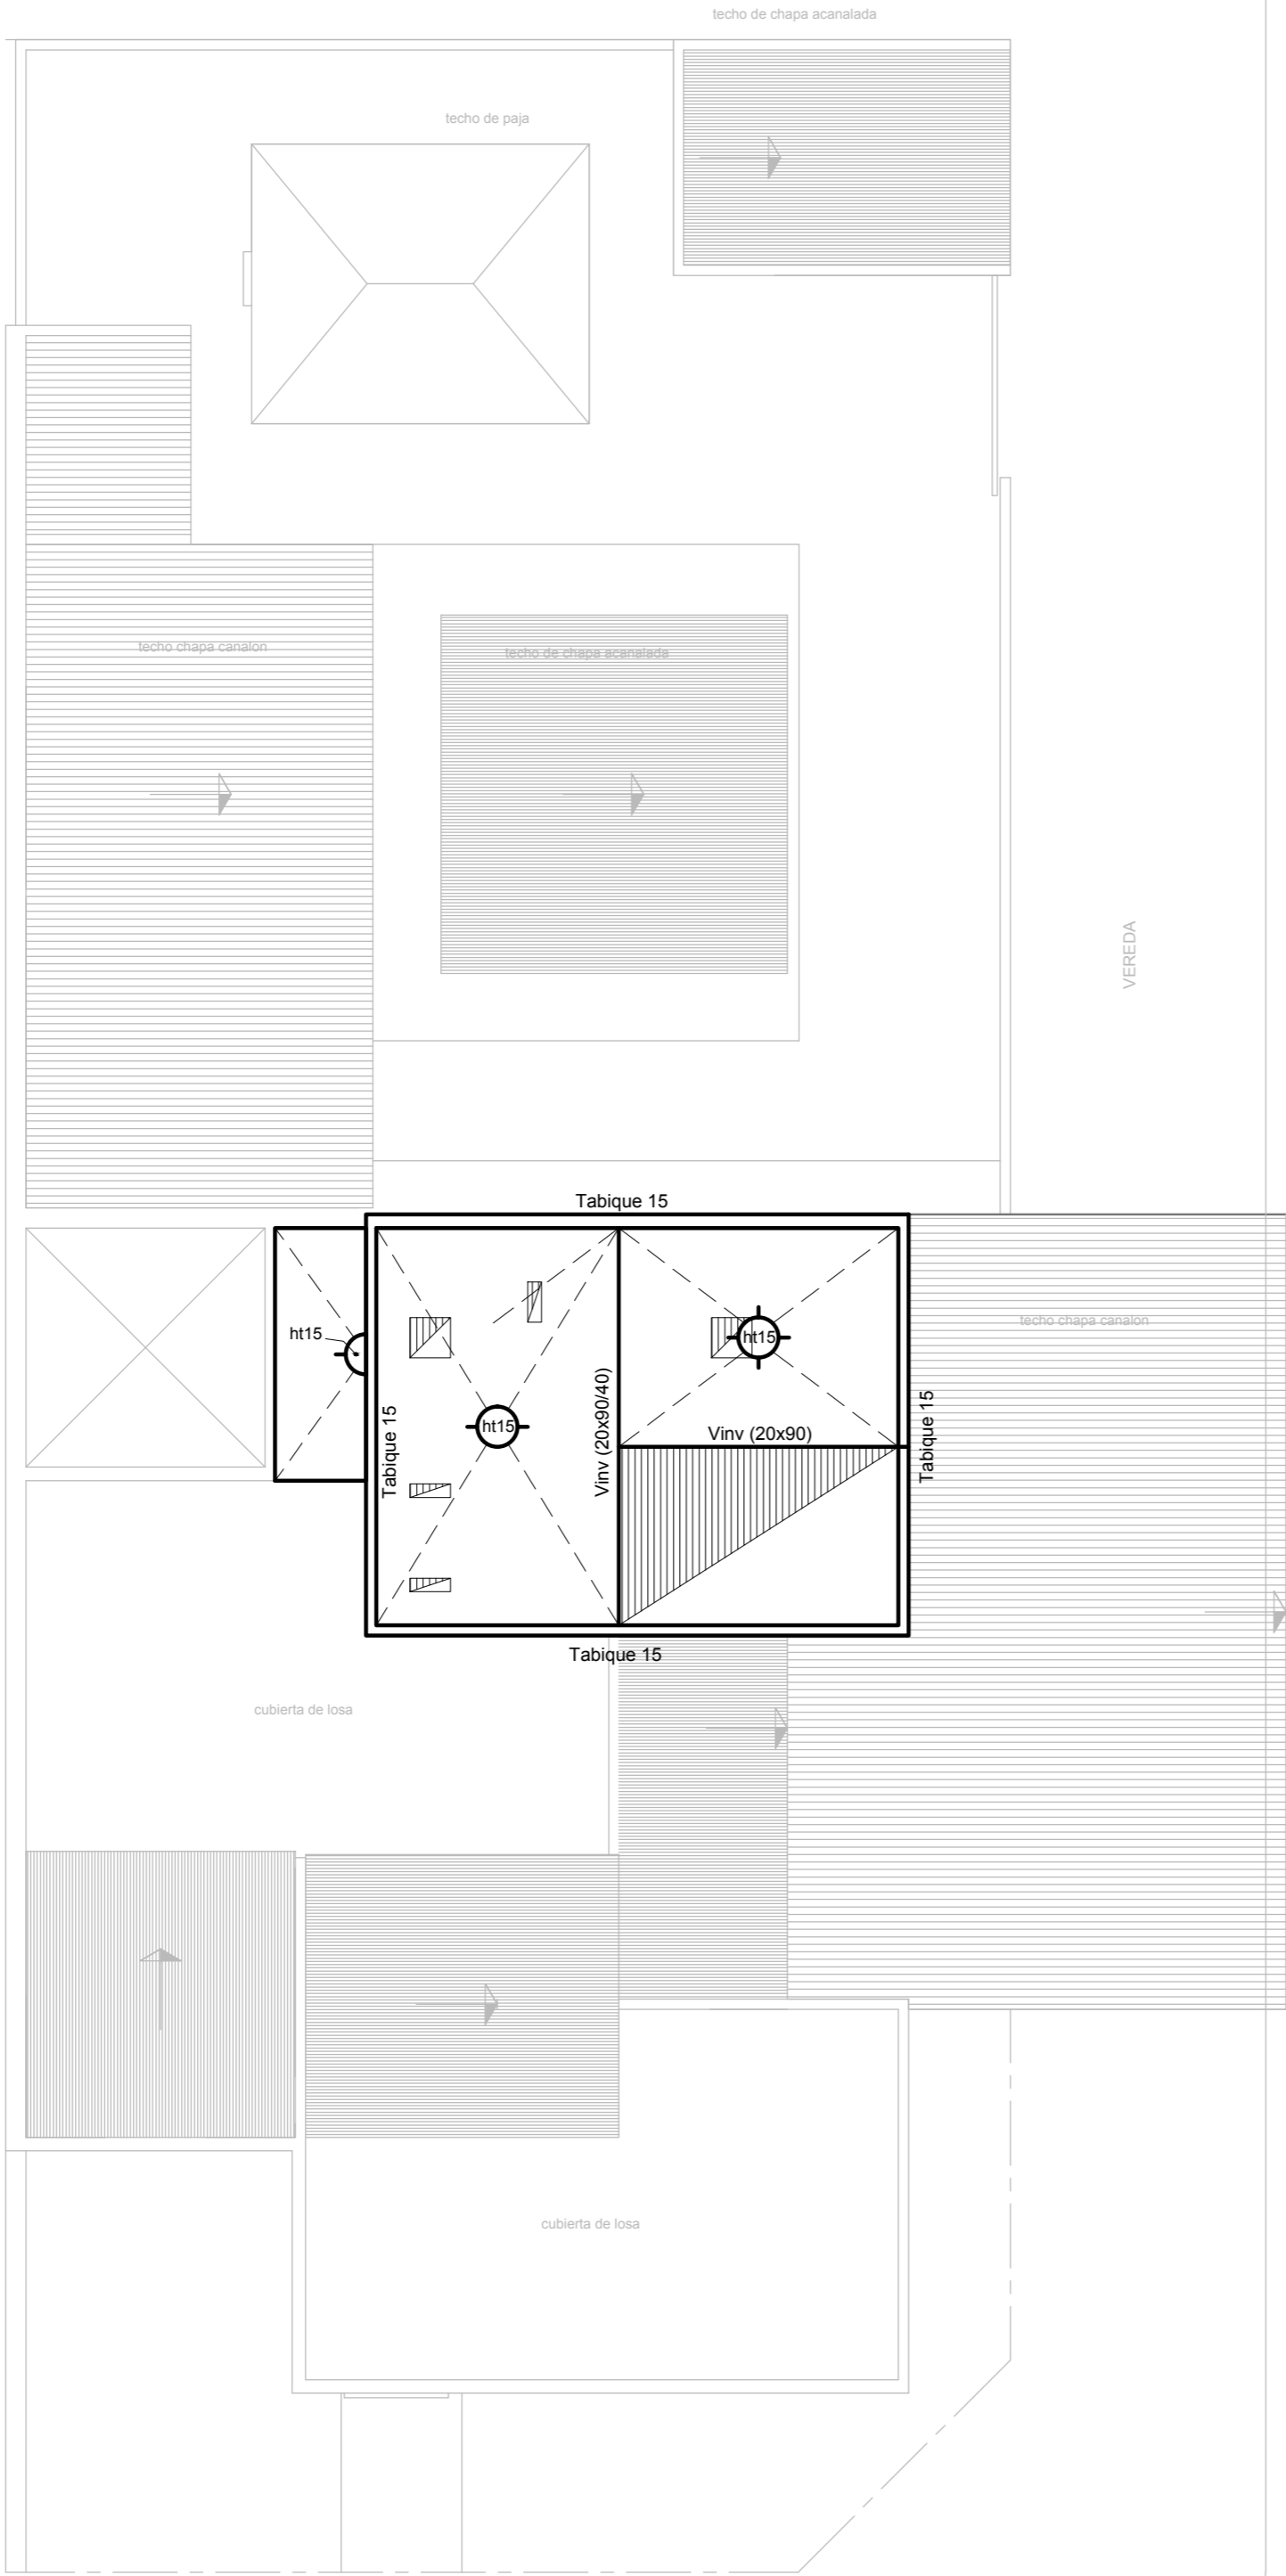 techo de chapa acanalada
techo de paja
techo chapa canalon
techo de chapa acanalada
VEREDA
Tabique 15
techo chapa canalon
ht15
ht15
Tabique 15
ht15
Vinv (20x90/40)
Vinv (20x90)
Tabique 15
Tabique 15
cubierta de losa
cubierta de losa